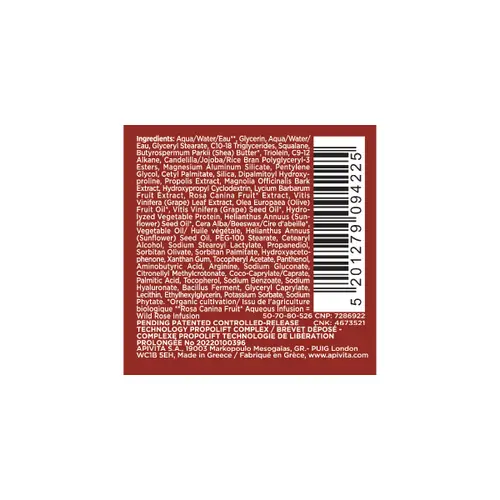 Ingredients: Aqua/Water/Eau**, Glycerin, Aqua/Water/
Eau, Glyceryl Stearate, C10-18 Triglycerides, Squalane,
Butyrospermum Parkii (Shea) Butter*, Triolein, C9-12
Alkane, Candelilla/Jojoba/Rice Bran Polyglyceryl-3
Esters, Magnesium Aluminum Silicate, Pentylene
Glycol, Cetyl Palmitate, Silica, Dipalmitoyl Hydroxy-
proline, Propolis Extract, Magnolia Officinalis Bark
Extract, Hydroxypropyl Cyclodextrin, Lycium Barbarum
Fruit Extract, Rosa Canina Fruit* Extract, Vitis
Vinifera (Grape) Leaf Extract, Olea Europaea (Olive)
Fruit Oil*, Vitis Vinifera (Grape) Seed Oil*, Hydro-
lyzed Vegetable Protein, Helianthus Annuus (Sun-
flower) Seed Oil*, Cera Alba/Beeswax/Cire d'abeille*,
Vegetable Oil/ Huile végétale, Helianthus Annuus
(Sunflower) Seed Oil, PEG-100 Stearate, Cetearyl
Alcohol, Sodium Stearoyl Lactylate, Propanediol,
Sorbitan Olivate, Sorbitan Palmitate, Hydroxyaceto-
phenone, Xanthan Gum, Tocopheryl Acetate, Panthenol,
Aminobutyric Acid, Arginine, Sodium Gluconate,
Citronellyl Methylcrotonate, Coco-Caprylate/Caprate,
Palmitic Acid, Tocopherol, Sodium Benzoate, Sodium
Hyaluronate, Bacillus Ferment, Glyceryl Caprylate,
Lecithin, Ethylhexylglycerin, Potassium Sorbate, Sodium
Phytate. *Organic cultivation/ Issu de l'agriculture
biologique **Rosa Canina Fruit* Aqueous Infusion =
Wild Rose Infusion
50-70-80-526 CNP: 7286922
PENDING PATENTED CONTROLLED-RELEASE CNK: 4673521
TECHNOLOGY PROPOLIFT COMPLEX / BREVET DÉPOSÉ -
COMPLEXE PROPOLIFT TECHNOLOGIE DE LIBÉRATION
PROLONGÉE No 20220100396
APIVITA S.A., 19003 Markopoulo Mesogaias, GR.- PUIG London
WC1B 5EH, Made in Greece / Fabriqué en Grèce, www.apivita.com
5 201279 094225